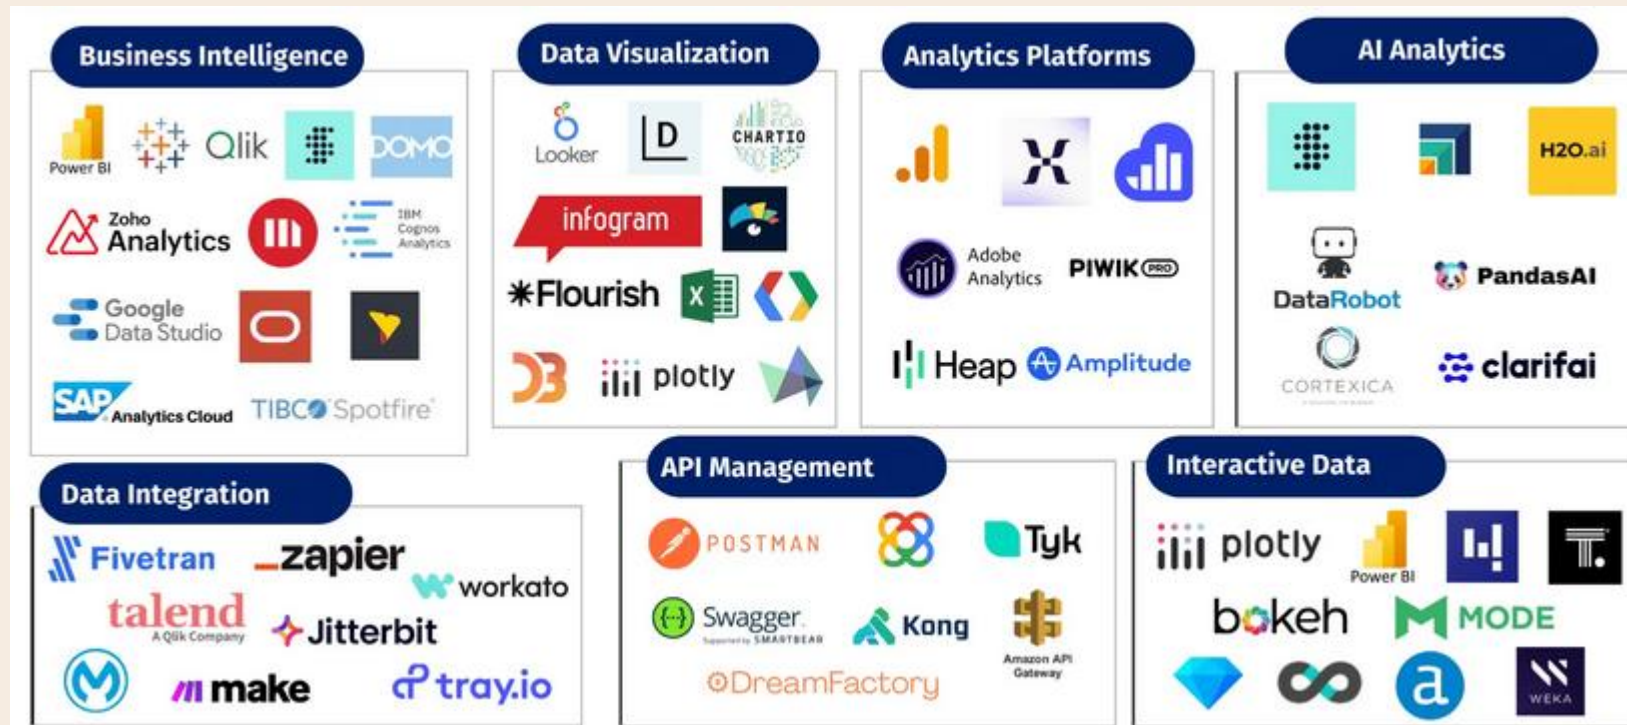 Business Intelligence
Power BI
Qlik
DOMO
Zoho
Analytics
IBM
Cognos
Analytics
Google
Data Studio
SAP Analytics Cloud
TIBCO Spotfire®
Data Visualization
Looker
D
CHARTIO
infogram
Flourish
X
D3
plotly
Analytics Platforms
Adobe
Analytics
PIWIK PRO
Heap
Amplitude
AI Analytics
H2O.ai
DataRobot
PandasAI
CORTEXICA
clarifai
Data Integration
Fivetran
zapier
workato
talend
A Qlik Company
Jitterbit
make
tray.io
API Management
POSTMAN
Tyk
Swagger.
Supported by SMARTBEAR
Kong
Amazon API
Gateway
DreamFactory
Interactive Data
plotly
Power BI
T.
bokeh
MODE
a
WEKA